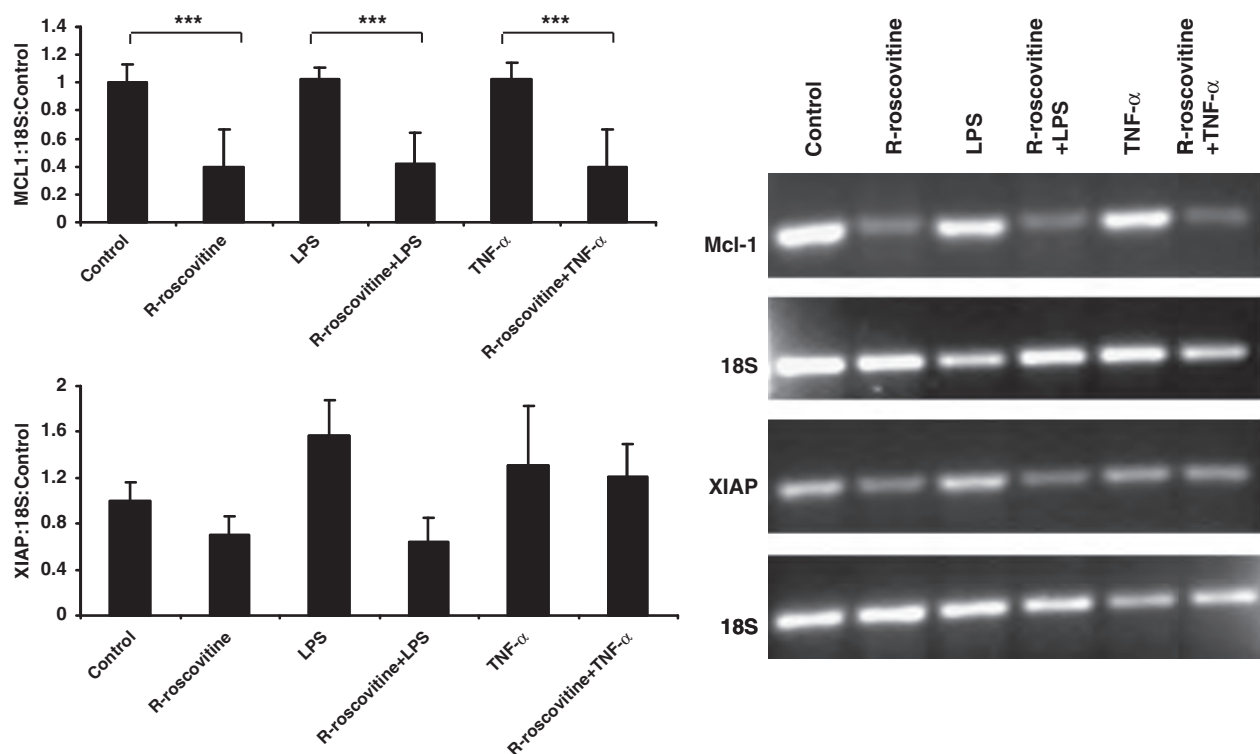 MCL1:18S:Control
1.4
1.2
1
0.8
0.6
0.4
0.2
0
***
***
***
Control
R-roscovitine
LPS
R-roscovitine+LPS
TNF-α
R-roscovitine+TNF-α
XIAP:18S:Control
2
1.6
1.2
0.8
0.4
0
Control
R-roscovitine
LPS
R-roscovitine+LPS
TNF-α
R-roscovitine+TNF-α
Control
R-roscovitine
LPS
R-roscovitine
+LPS
TNF-α
R-roscovitine
+TNF-α
Mcl-1
18S
XIAP
18S